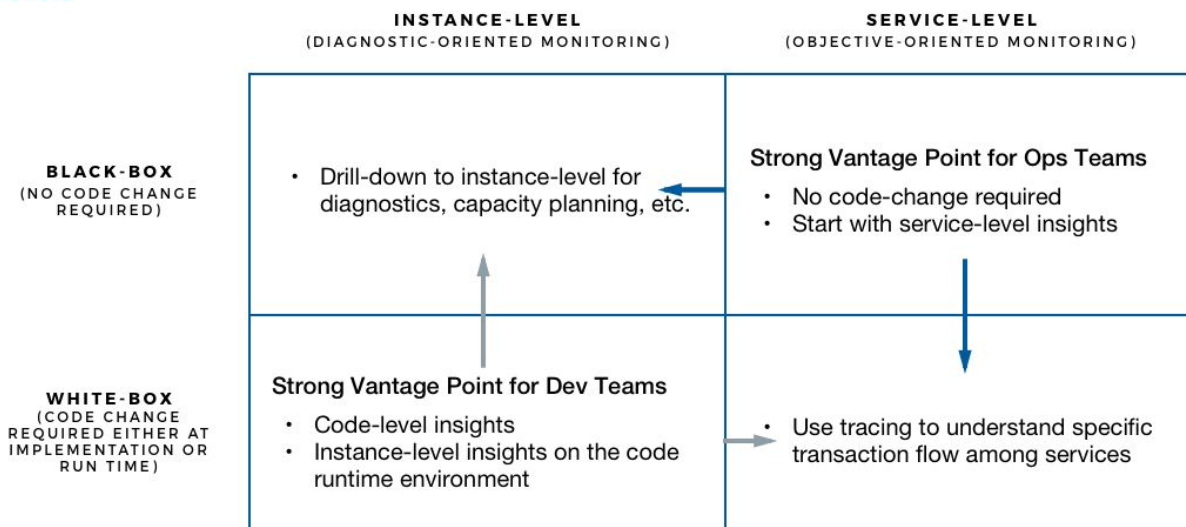 INSTANCE-LEVEL
(DIAGNOSTIC-ORIENTED MONITORING)
SERVICE-LEVEL
(OBJECTIVE-ORIENTED MONITORING)
BLACK-BOX
(NO CODE CHANGE
REQUIRED)
• Drill-down to instance-level for
diagnostics, capacity planning, etc.
Strong Vantage Point for Ops Teams
• No code-change required
• Start with service-level insights
WHITE-BOX
(CODE CHANGE
REQUIRED EITHER AT
IMPLEMENTATION OR
RUN TIME)
Strong Vantage Point for Dev Teams
• Code-level insights
• Instance-level insights on the code
runtime environment
• Use tracing to understand specific
transaction flow among services